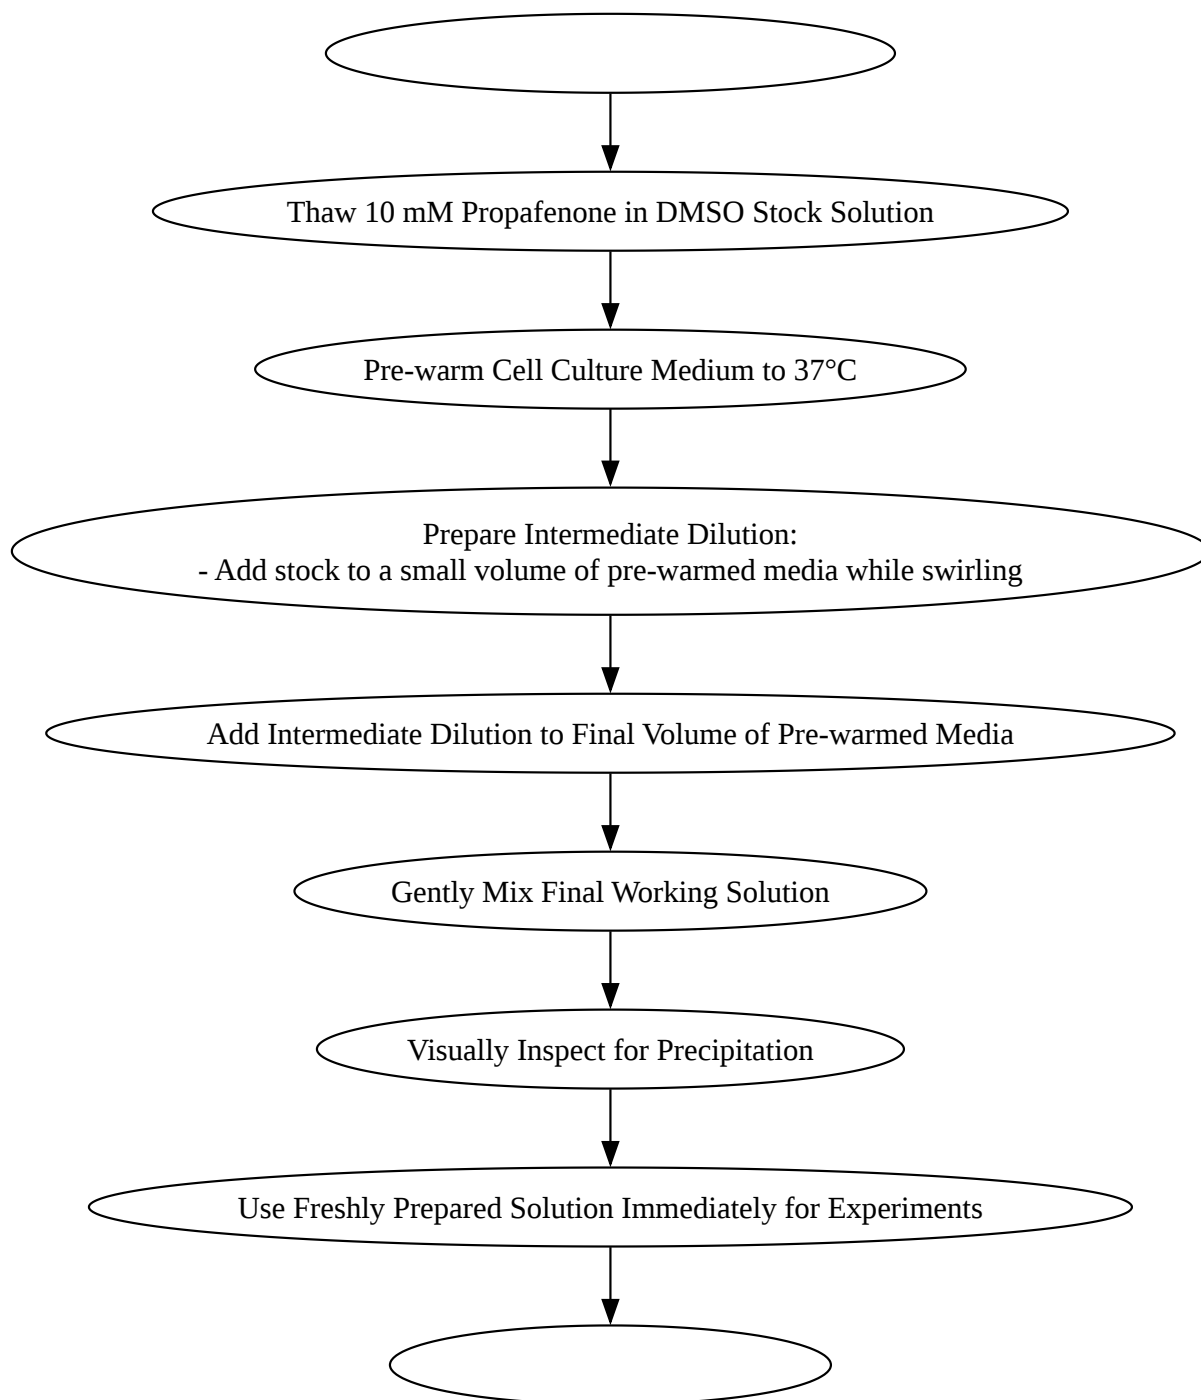 Thaw 10 mM Propafenone in DMSO Stock Solution
Pre-warm Cell Culture Medium to 37°C
Prepare Intermediate Dilution:
- Add stock to a small volume of pre-warmed media while swirling
Add Intermediate Dilution to Final Volume of Pre-warmed Media
Gently Mix Final Working Solution
Visually Inspect for Precipitation
Use Freshly Prepared Solution Immediately for Experiments